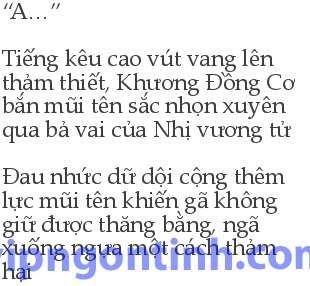 “A…”
Tiếng kêu cao vút vang lên
thảm thiết, Khương Đồng Cơ
bắn mũi tên sắc nhọn xuyên
qua bả vai của Nhị vương tử
Đau nhức dữ dội cộng thêm
lực mũi tên khiến gã không
giữ được thăng bằng, ngã
xuống ngựa một cách thảm
hại
vipngontinh.com